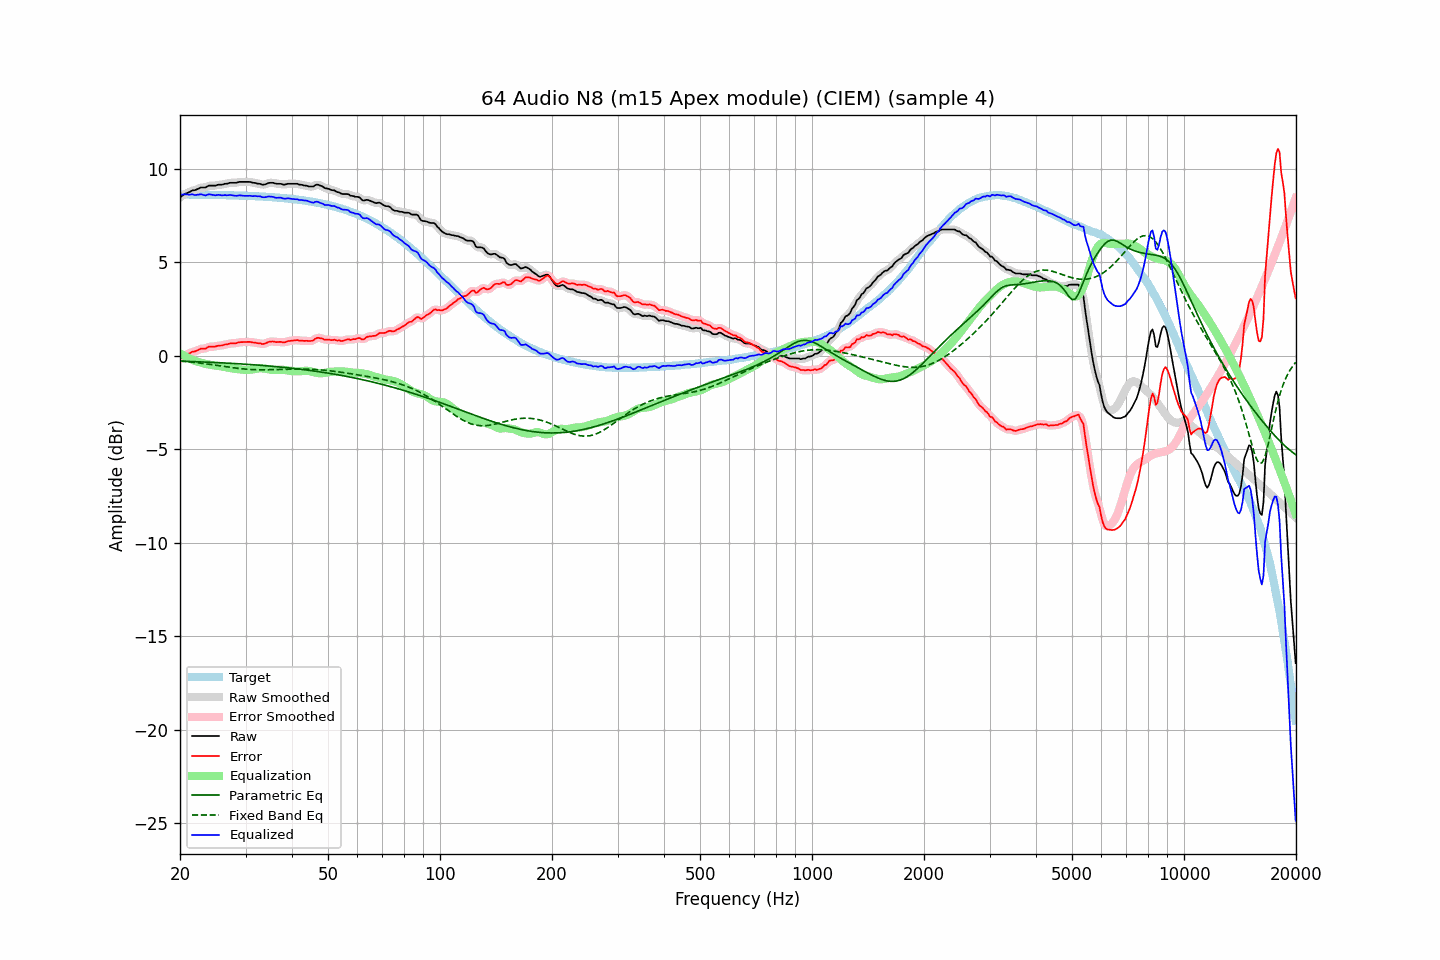 64 Audio N8 (m15 Apex module) (CIEM) (sample 4)
Amplitude (dBr)
10
5
0
−5
−10
−15
−20
−25
Target
Raw Smoothed
Error Smoothed
Raw
Error
Equalization
Parametric Eq
Fixed Band Eq
Equalized
20 50 100 200 500 1000 2000 5000 10000 20000
Frequency (Hz)